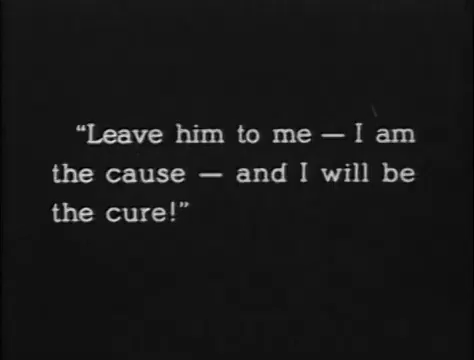 “Leave him to me — I am
the cause — and I will be
the cure!”